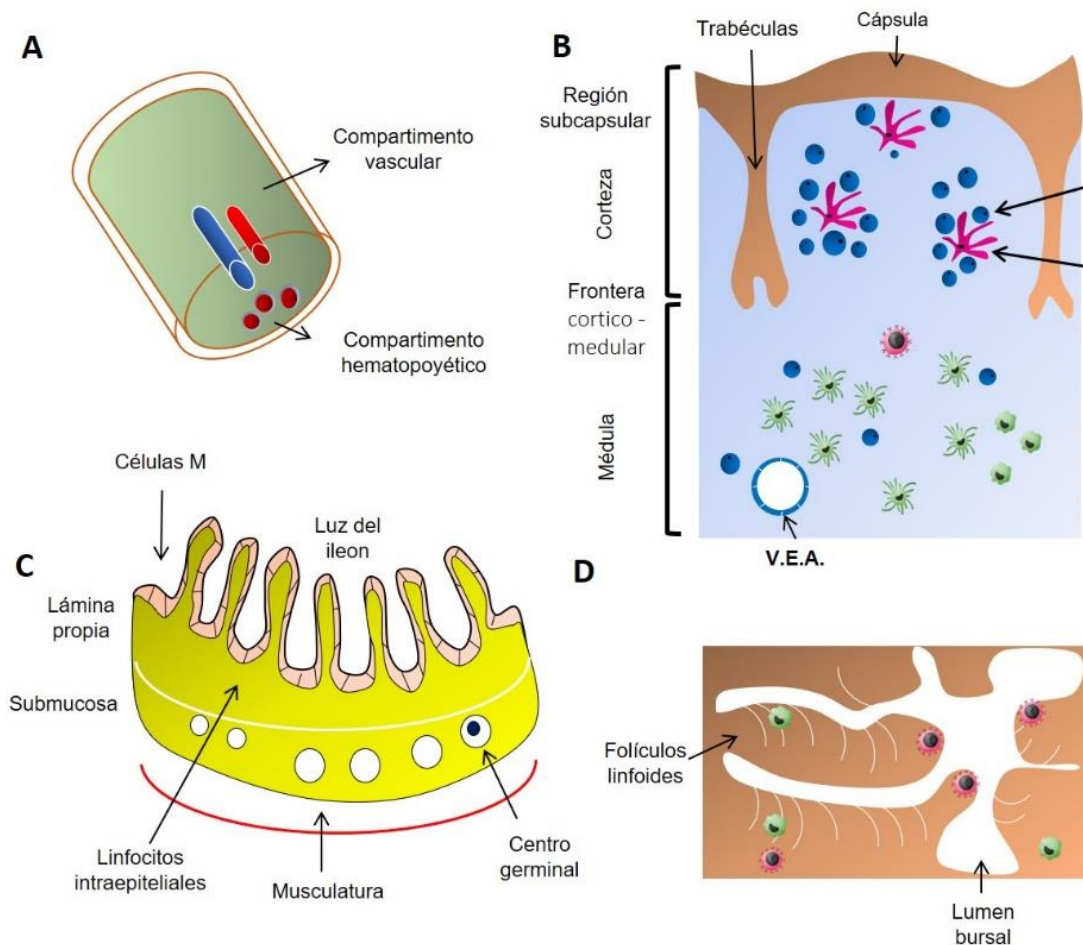 A
Compartimento
vascular
Compartimento
hematopoyético
B
Trabéculas
Cápsula
Región
subcapsular
Corteza
Frontera
cortico -
medular
Médula
V.E.A.
C
Células M
Luz del
ileon
Lámina
propia
Submucosa
Linfocitos
intraepiteliales
Musculatura
Centro
germinal
D
Folículos
linfoides
Lumen
bursal